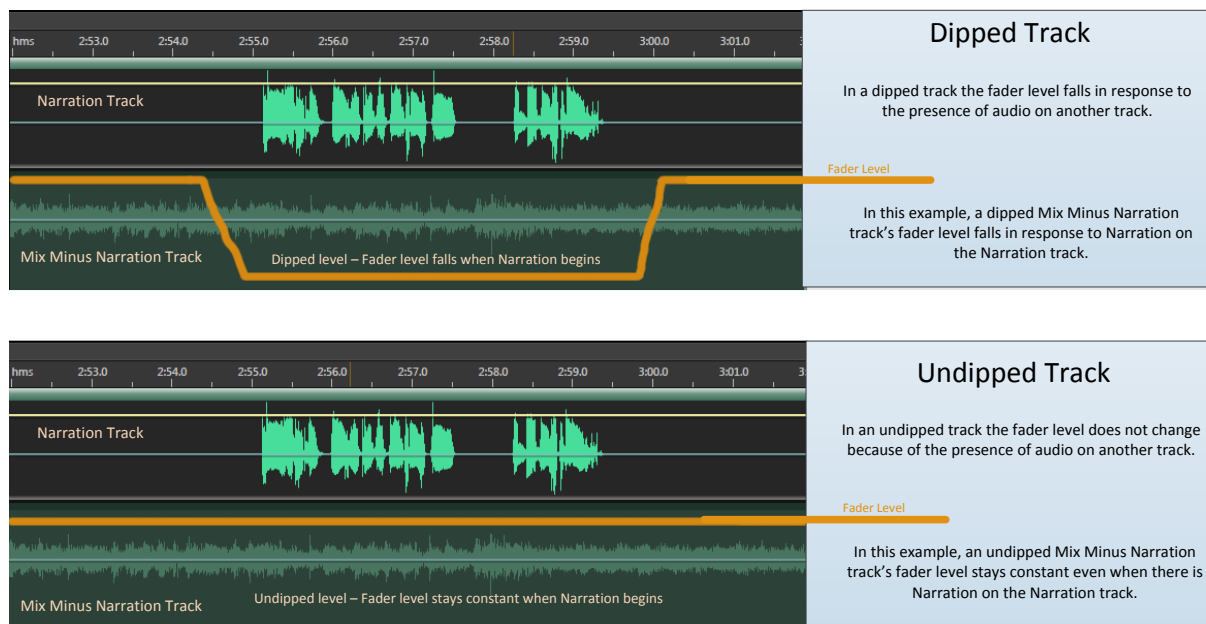 hms 2:53.0 2:54.0 2:55.0 2:56.0 2:57.0 2:58.0 2:59.0 3:00.0 3:01.0 3
Narration Track
Mix Minus Narration Track
Dipped level – Fader level falls when Narration begins
Dipped Track
In a dipped track the fader level falls in response to
the presence of audio on another track.
Fader Level
In this example, a dipped Mix Minus Narration
track’s fader level falls in response to Narration on
the Narration track.
hms 2:53.0 2:54.0 2:55.0 2:56.0 2:57.0 2:58.0 2:59.0 3:00.0 3:01.0 3:
Narration Track
Mix Minus Narration Track
Undipped level – Fader level stays constant when Narration begins
Undipped Track
In an undipped track the fader level does not change
because of the presence of audio on another track.
Fader Level
In this example, an undipped Mix Minus Narration
track’s fader level stays constant even when there is
Narration on the Narration track.